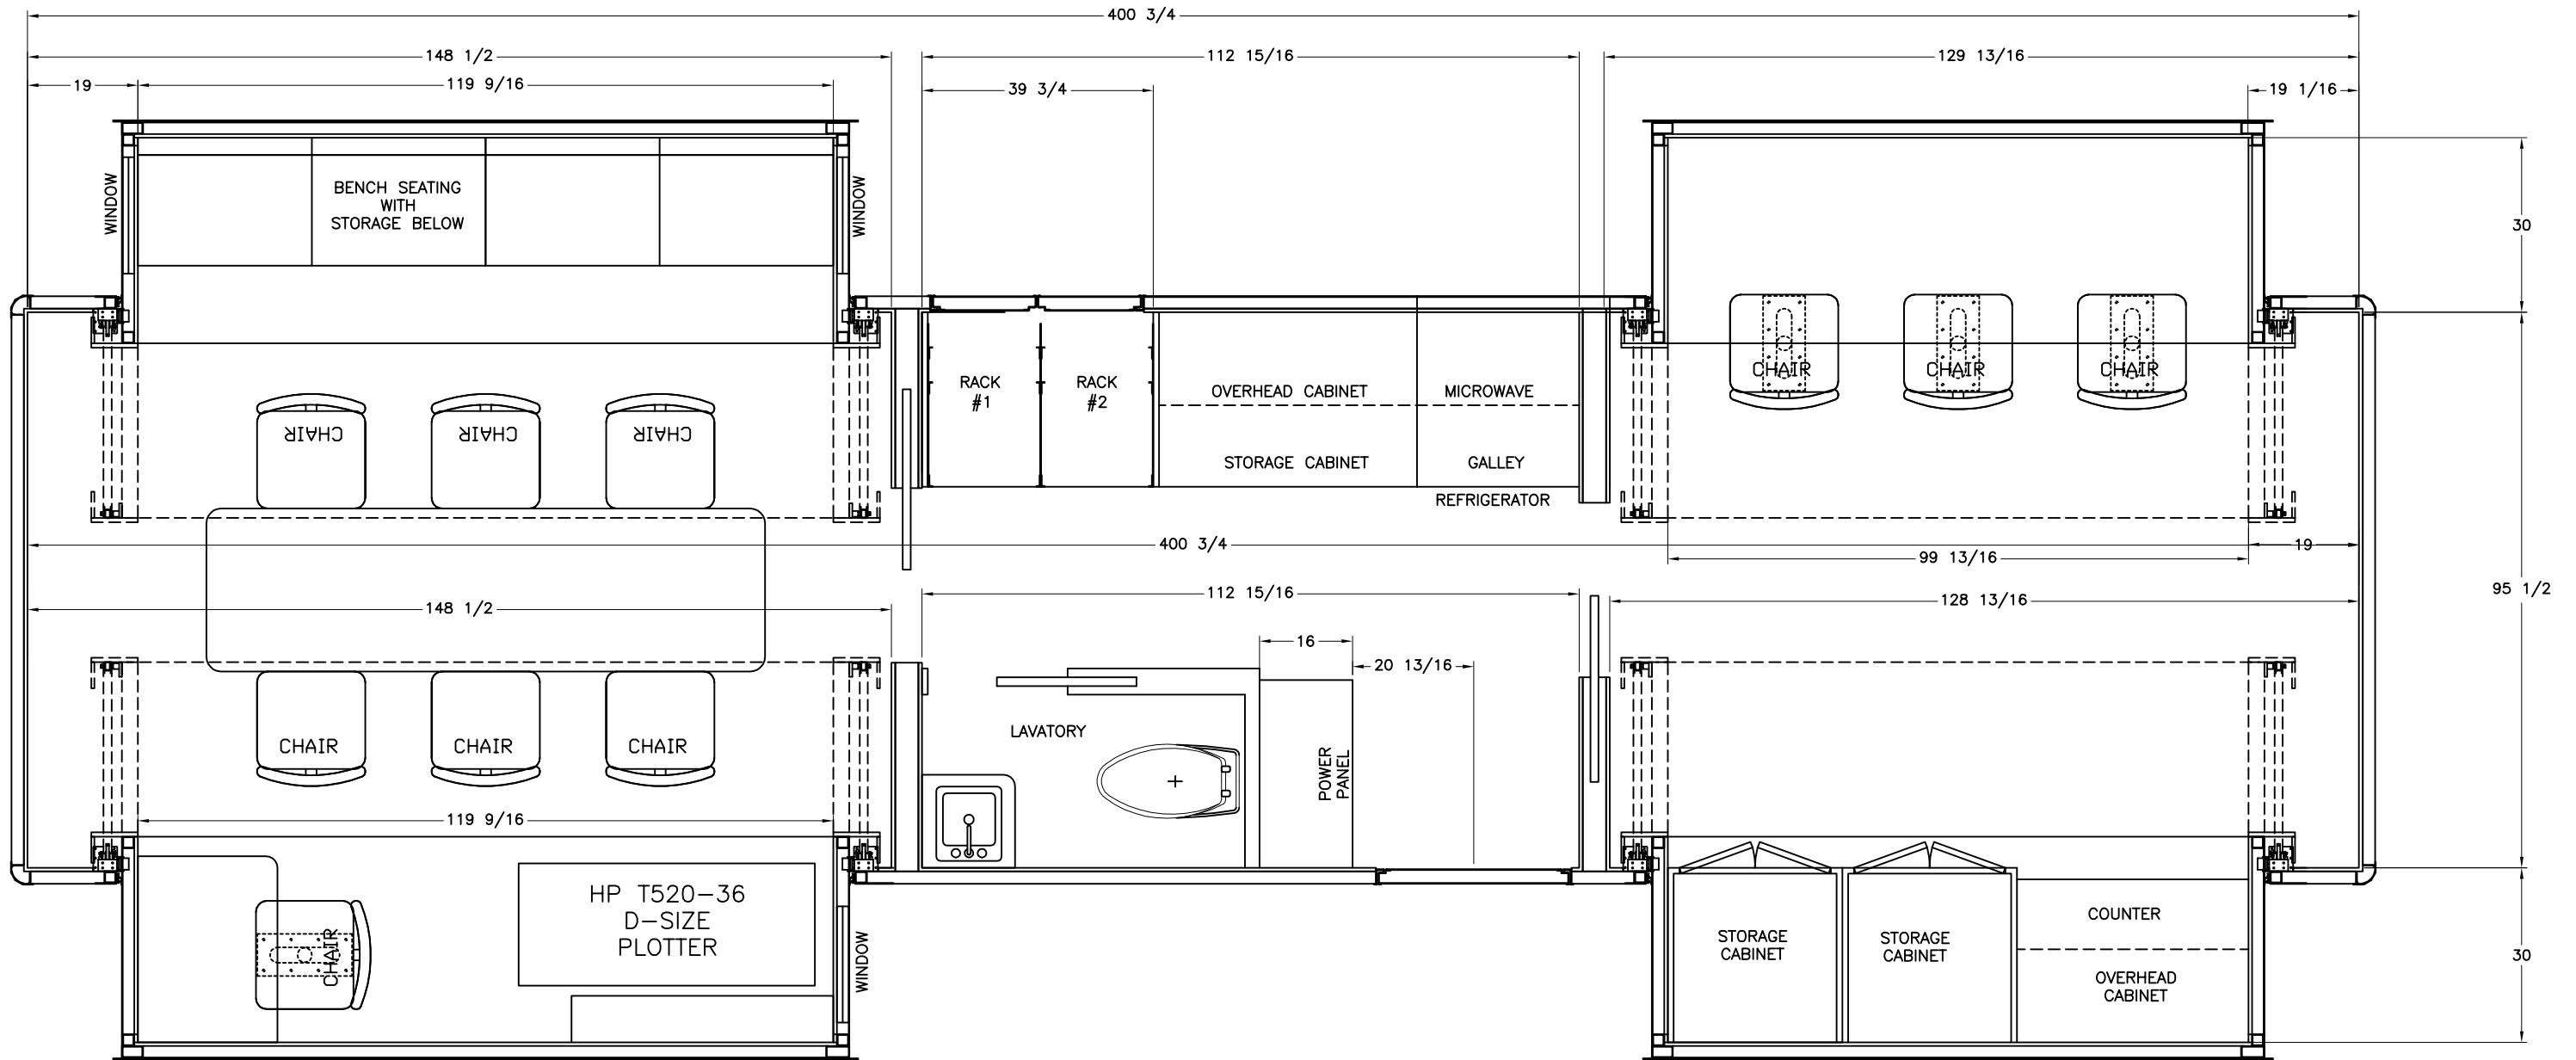 400 3/4
148 1/2
112 15/16
129 13/16
19
119 9/16
39 3/4
19 1/16
WINDOW
BENCH SEATING
WITH
STORAGE BELOW
WINDOW
30
CHAIR
CHAIR
CHAIR
RACK
#1
RACK
#2
OVERHEAD CABINET
MICROWAVE
CHAIR
CHAIR
CHAIR
STORAGE CABINET
GALLEY
REFRIGERATOR
400 3/4
19
99 13/16
95 1/2
148 1/2
112 15/16
128 13/16
16
20 13/16
LAVATORY
CHAIR
CHAIR
CHAIR
POWER
PANEL
119 9/16
CHAIR
HP T520-36
D-SIZE
PLOTTER
WINDOW
STORAGE
CABINET
STORAGE
CABINET
COUNTER
OVERHEAD
CABINET
30